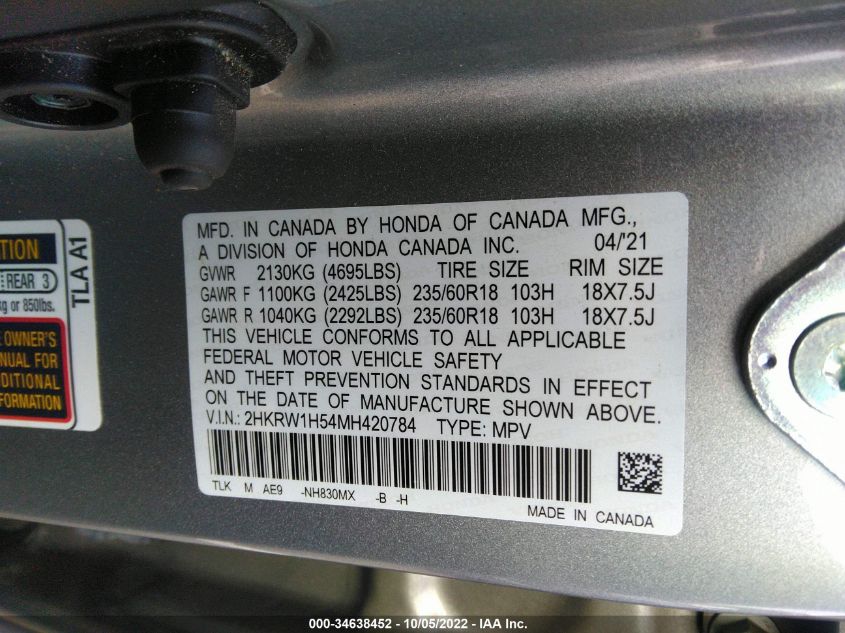 MFD. IN CANADA BY HONDA OF CANADA MFG.,
A DIVISION OF HONDA CANADA INC. 04/'21
GVWR 2130KG (4695LBS) TIRE SIZE RIM SIZE
GAWR F 1100KG (2425LBS) 235/60R18 103H 18X7.5J
GAWR R 1040KG (2292LBS) 235/60R18 103H 18X7.5J
THIS VEHICLE CONFORMS TO ALL APPLICABLE
FEDERAL MOTOR VEHICLE SAFETY
AND THEFT PREVENTION STANDARDS IN EFFECT
ON THE DATE OF MANUFACTURE SHOWN ABOVE.
V.I.N.: 2HKRW1H54MH420784 TYPE: MPV
TLK M AE9 -NH830MX -B -H
MADE IN CANADA
TLA A1
REAR 3
kg or 850lbs.
OWNER'S
FOR
000-34638452 - 10/05/2022 - IAA Inc.